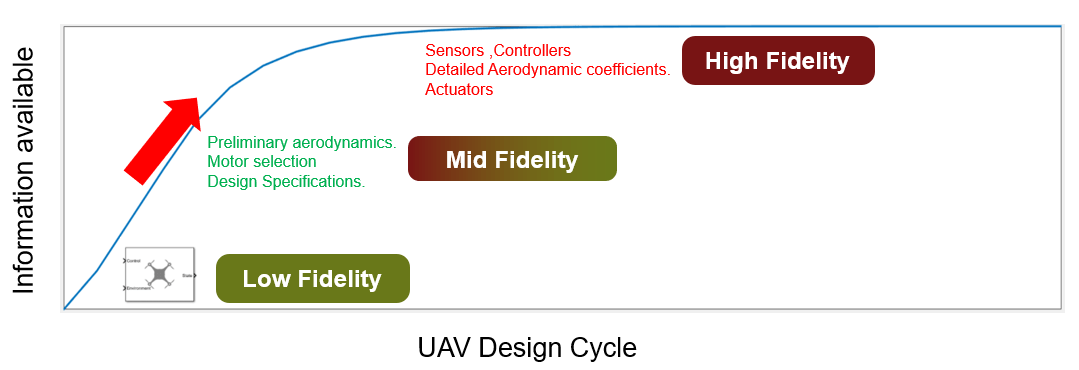 Information available
Sensors ,Controllers
Detailed Aerodynamic coefficients.
Actuators
High Fidelity
Preliminary aerodynamics.
Motor selection
Design Specifications.
Mid Fidelity
Control
Environment
State
Low Fidelity
UAV Design Cycle